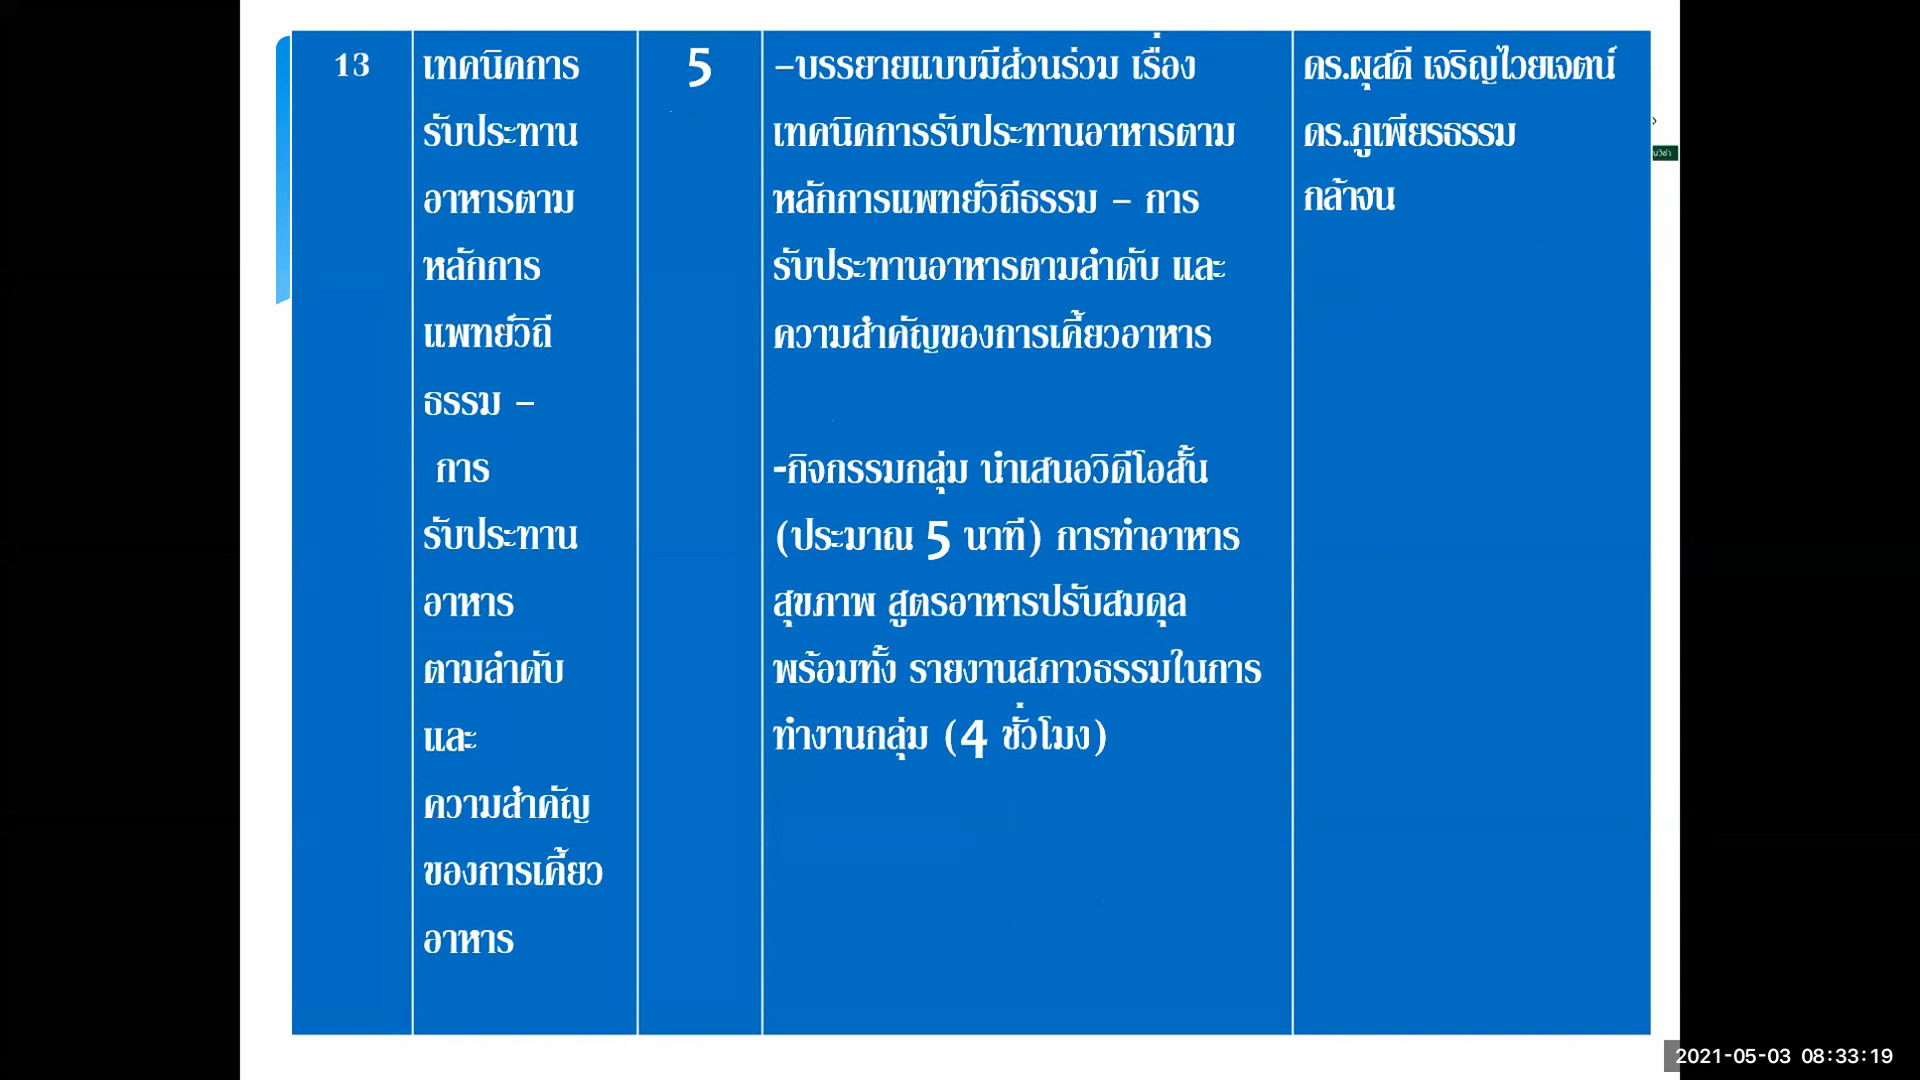 13
เทคนิคการ
รับประทาน
อาหารตาม
หลักการ
แพทย์วิถี
ธรรม –
การ
รับประทาน
อาหาร
ตามลำดับ
และ
ความสำคัญ
ของการเคี้ยว
อาหาร
5
–บรรยายแบบมีส่วนร่วม เรื่อง
เทคนิคการรับประทานอาหารตาม
หลักการแพทย์วิถีธรรม – การ
รับประทานอาหารตามลำดับ และ
ความสำคัญของการเคี้ยวอาหาร
-กิจกรรมกลุ่ม นำเสนอวิดีโอสั้น
(ประมาณ 5 นาที) การทำอาหาร
สุขภาพ สูตรอาหารปรับสมดุล
พร้อมทั้ง รายงานสภาวธรรมในการ
ทำงานกลุ่ม (4 ชั่วโมง)
ดร.ผุสดี เจริญไวยเจตน์
ดร.ภูเพียรธรรม
กล้าจน
2021-05-03 08:33:19